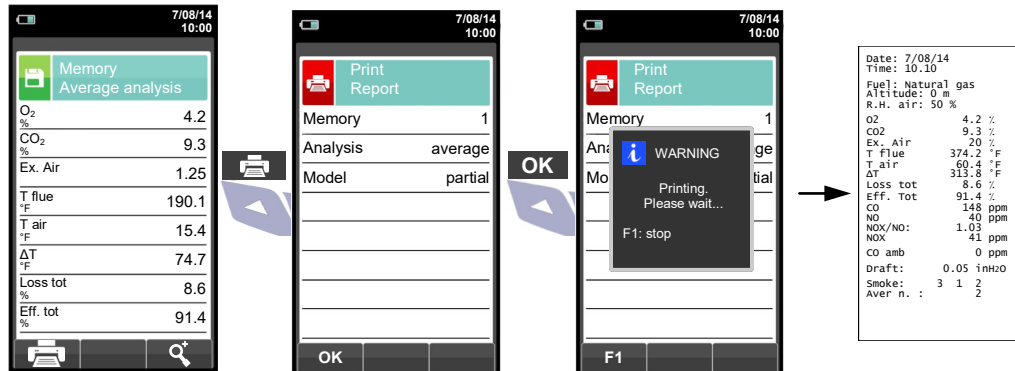 7/08/14
10:00
Memory
Average analysis
O2
% 4.2
CO2
% 9.3
Ex. Air 1.25
T flue
°F 190.1
T air
°F 15.4
ΔT
°F 74.7
Loss tot
% 8.6
Eff. tot
% 91.4
7/08/14
10:00
Print
Report
Memory 1
Analysis average
Model partial
OK
OK
7/08/14
10:00
Print
Report
Memory 1
Ana ge
Mo tial
i WARNING
Printing.
Please wait...
F1: stop
F1
Date: 7/08/14
Time: 10.10
Fuel: Natural gas
Altitude: 0 m
R.H. air: 50 %
O2 4.2 %
CO2 9.3 %
Ex. Air 20 %
T flue 374.2 °F
T air 60.4 °F
ΔT 313.8 °F
Loss tot 8.6 %
Eff. Tot 91.4 %
CO 148 ppm
NO 40 ppm
NOX/NO: 1.03
NOX 41 ppm
CO amb 0 ppm
Draft: 0.05 inH2O
Smoke: 3 1 2
Aver n. : 2